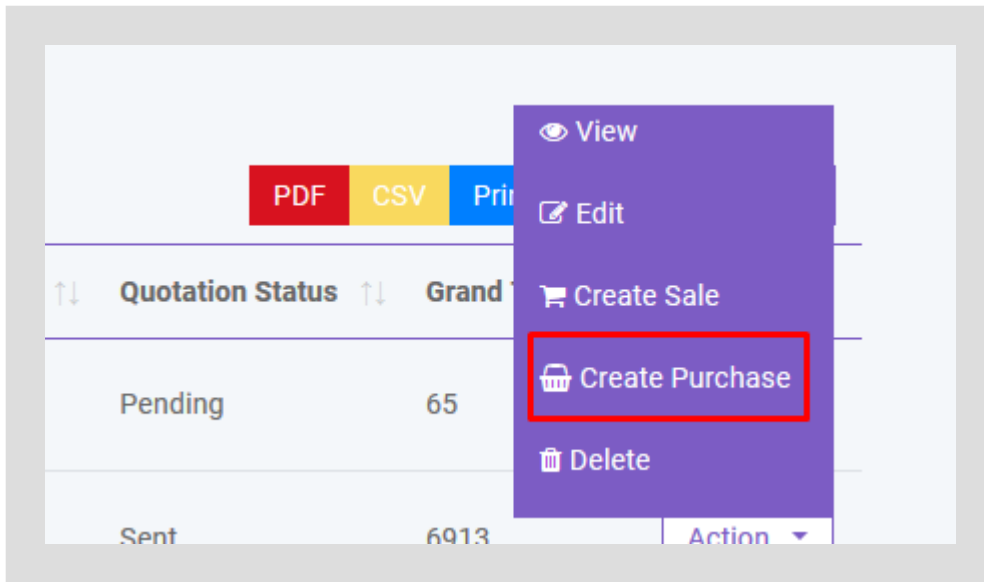 View
PDF CSV Prin
Edit
Quotation Status Grand
Create Sale
Create Purchase
Pending 65
Delete
Sent 6913 Action